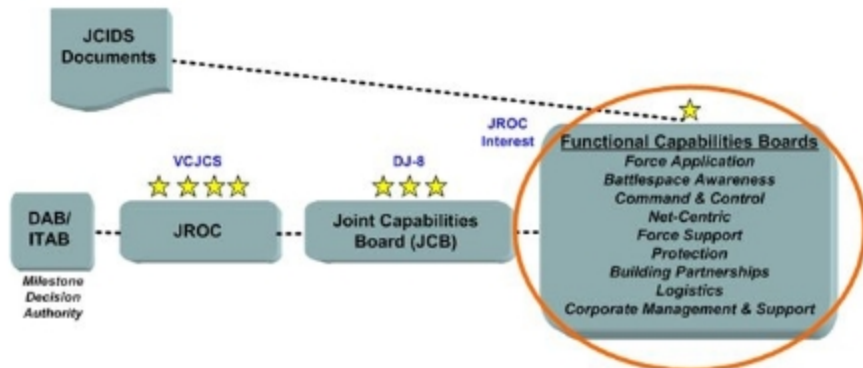 JCIDS
Documents
JROC
Interest
Functional Capabilities Boards
Force Application
Battlespace Awareness
Command & Control
Net-Centric
Force Support
Protection
Building Partnerships
Logistics
Corporate Management & Support
VCJCS
DJ-8
DAB/
ITAB
JROC
Joint Capabilities
Board (JCB)
Milestone
Decision
Authority